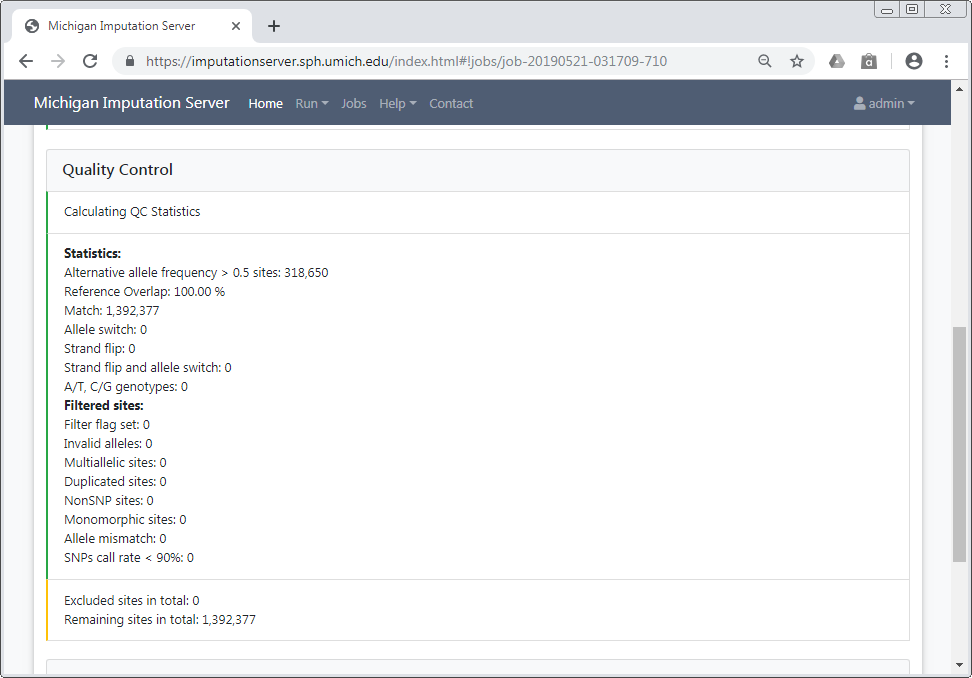 Michigan Imputation Server
https://imputationserver.sph.umich.edu/index.html#!jobs/job-20190521-031709-710
Michigan Imputation Server Home Run Jobs Help Contact admin
Quality Control
Calculating QC Statistics
Statistics:
Alternative allele frequency > 0.5 sites: 318,650
Reference Overlap: 100.00 %
Match: 1,392,377
Allele switch: 0
Strand flip: 0
Strand flip and allele switch: 0
A/T, C/G genotypes: 0
Filtered sites:
Filter flag set: 0
Invalid alleles: 0
Multiallelic sites: 0
Duplicated sites: 0
NonSNP sites: 0
Monomorphic sites: 0
Allele mismatch: 0
SNPs call rate < 90%: 0
Excluded sites in total: 0
Remaining sites in total: 1,392,377